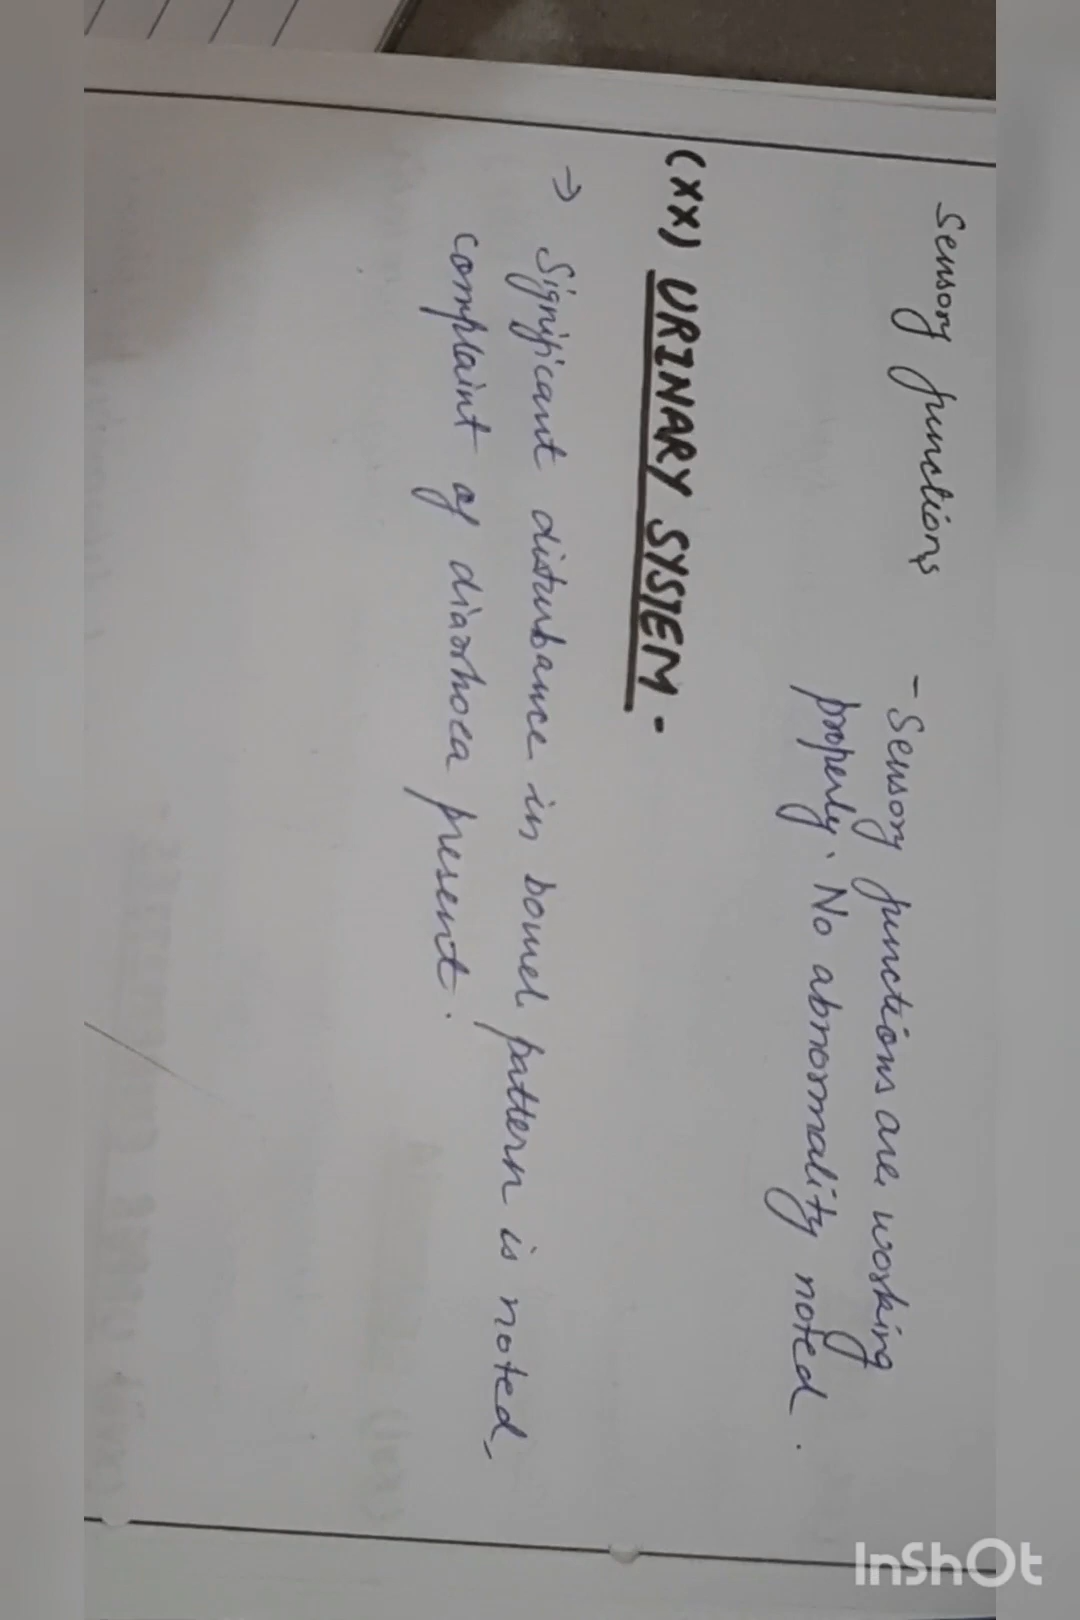 Sensory functions - Sensory functions are working
properly. No abnormality noted.
(XX) URINARY SYSTEM -
→ Significant disturbance in bowel pattern is noted,
complaint of diarrhoea present.
InShOt